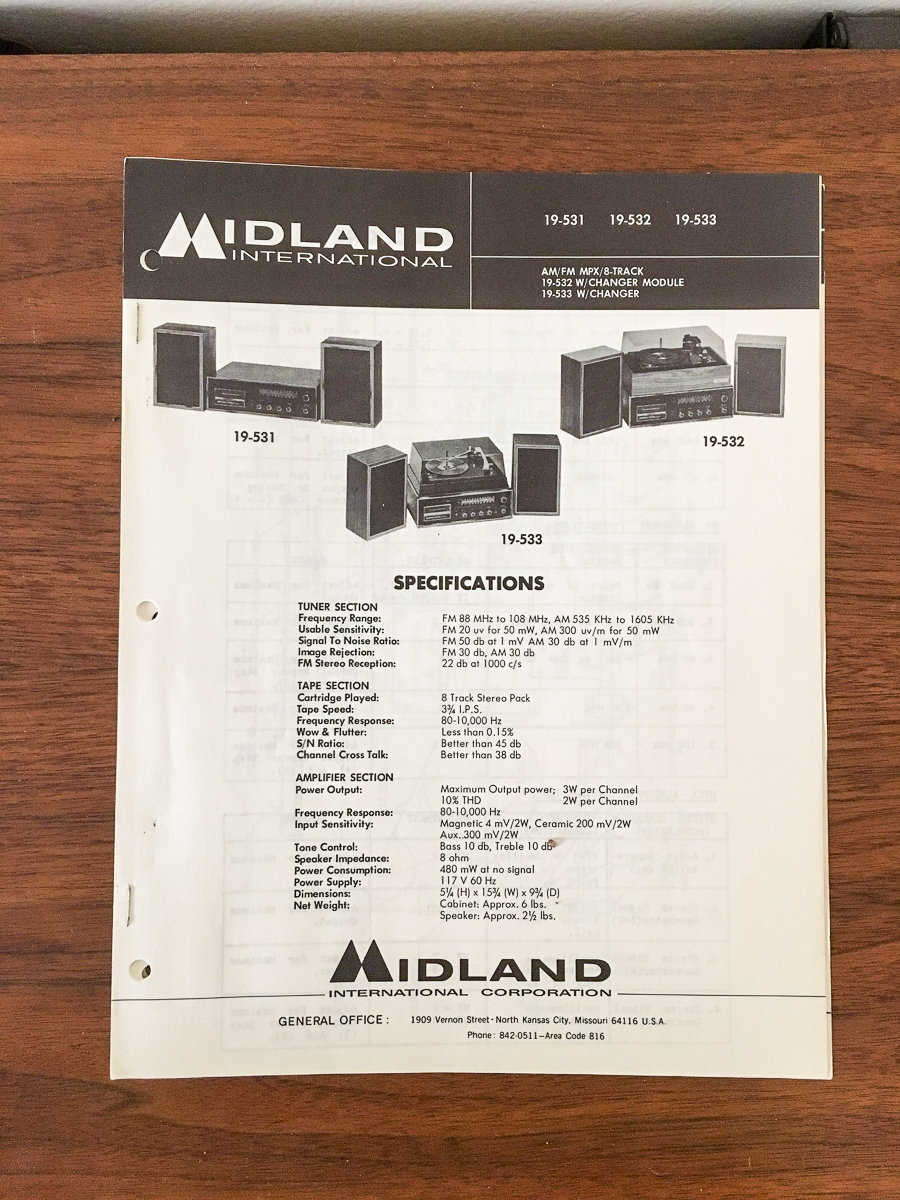 MIDLAND
INTERNATIONAL
19-531 19-532 19-533
AM/FM MPX/8-TRACK
19-532 W/CHANGER MODULE
19-533 W/CHANGER
19-531
19-532
19-533
SPECIFICATIONS
TUNER SECTION
Frequency Range: FM 88 MHz to 108 MHz, AM 535 KHz to 1605 KHz
Usable Sensitivity: FM 20 uv for 50 mW, AM 300 uv/m for 50 mW
Signal To Noise Ratio: FM 50 db at 1 mV AM 30 db at 1 mV/m
Image Rejection: FM 30 db, AM 30 db
FM Stereo Reception: 22 db at 1000 c/s
TAPE SECTION
Cartridge Played: 8 Track Stereo Pack
Tape Speed: 3¾ I.P.S.
Frequency Response: 80-10,000 Hz
Wow & Flutter: Less than 0.15%
S/N Ratio: Better than 45 db
Channel Cross Talk: Better than 38 db
AMPLIFIER SECTION
Power Output: Maximum Output power; 3W per Channel
10% THD 2W per Channel
Frequency Response: 80-10,000 Hz
Input Sensitivity: Magnetic 4 mV/2W, Ceramic 200 mV/2W
Aux..300 mV/2W
Tone Control: Bass 10 db, Treble 10 db
Speaker Impedance: 8 ohm
Power Consumption: 480 mW at no signal
Power Supply: 117 V 60 Hz
Dimensions: 5¼ (H) x 15¾ (W) x 9¾ (D)
Net Weight: Cabinet: Approx. 6 lbs.
Speaker: Approx. 2½ lbs.
MIDLAND
INTERNATIONAL CORPORATION
GENERAL OFFICE: 1909 Vernon Street · North Kansas City, Missouri 64116 U.S.A.
Phone: 842-0511—Area Code 816